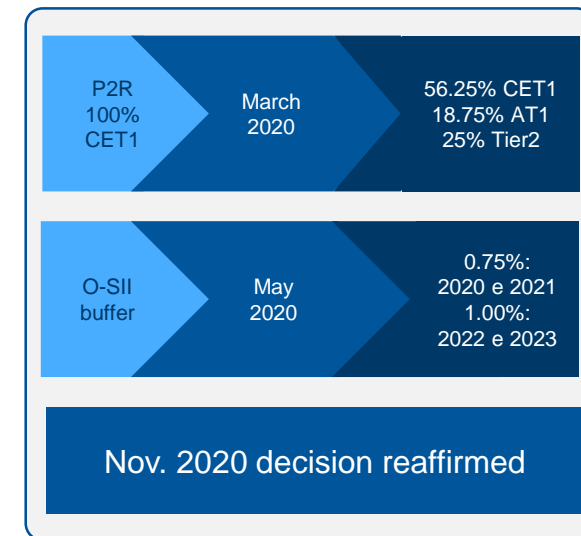 P2R
100%
CET1
March
2020
56.25% CET1
18.75% AT1
25% Tier2
O-SII
buffer
May
2020
0.75%:
2020 e 2021
1.00%:
2022 e 2023
Nov. 2020 decision reaffirmed